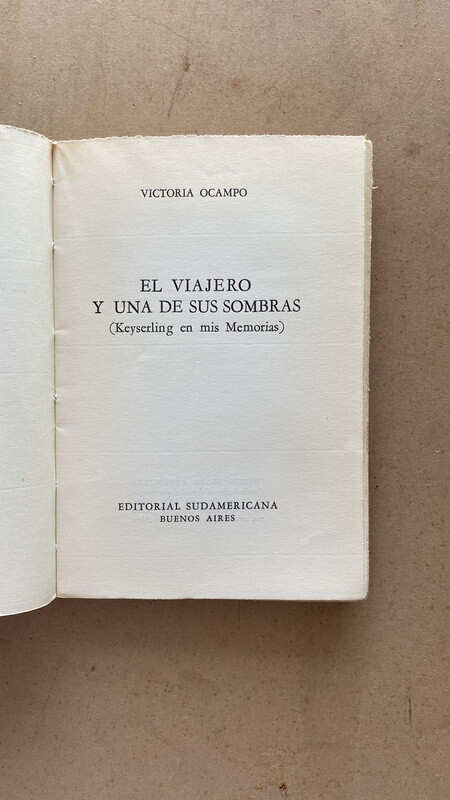 VICTORIA OCAMPO
EL VIAJERO
Y UNA DE SUS SOMBRAS
(Keyserling en mis Memorias)
EDITORIAL SUDAMERICANA
BUENOS AIRES